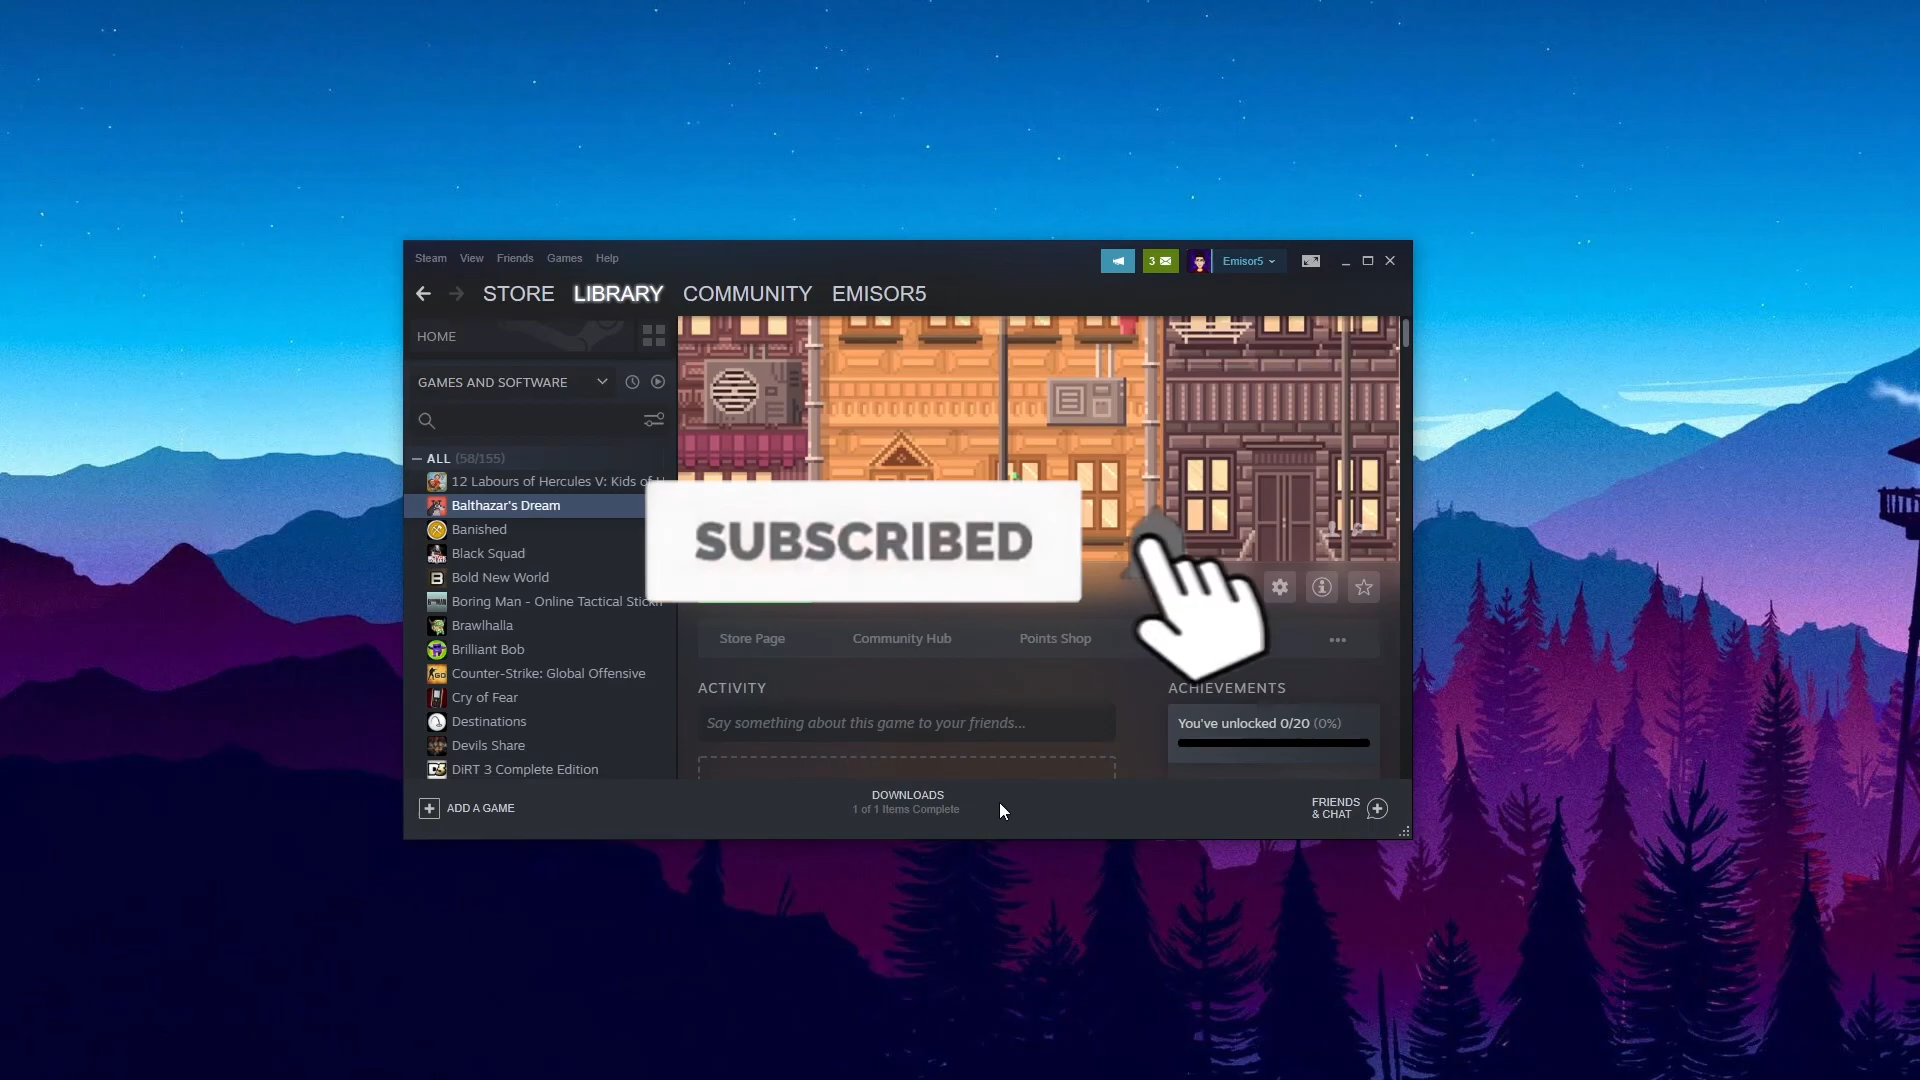 Steam View Friends Games Help
3
Emisor5
STORE LIBRARY COMMUNITY EMISOR5
HOME
GAMES AND SOFTWARE
ALL (58/155)
12 Labours of Hercules V: Kids of
Balthazar's Dream
Banished
Black Squad
Bold New World
Boring Man - Online Tactical
Brawlhalla
Brilliant Bob
Counter-Strike: Global Offensive
Cry of Fear
Destinations
Devils Share
DiRT 3 Complete Edition
SUBSCRIBED
Store Page Community Hub Points Shop
ACTIVITY
Say something about this game to your friends...
ACHIEVEMENTS
You've unlocked 0/20 (0%)
ADD A GAME
DOWNLOADS
1 of 1 Items Complete
FRIENDS
& CHAT